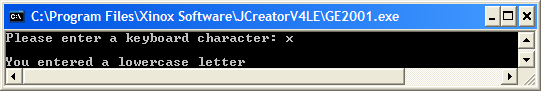 C:\Program Files\Xinox Software\JCreatorV4LE\GE2001.exe
Please enter a keyboard character: x
You entered a lowercase letter